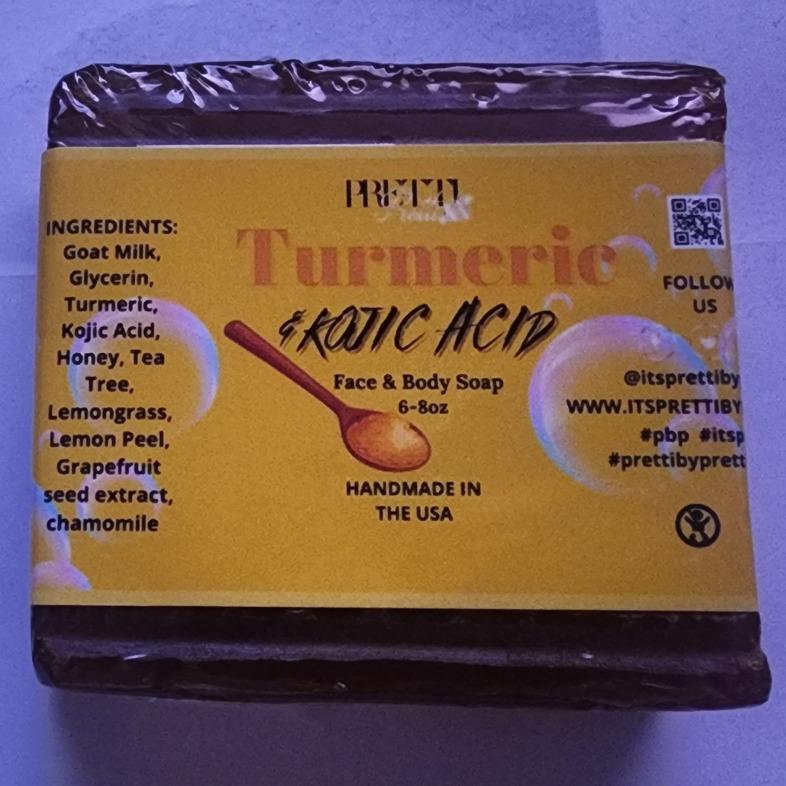 PRETTI
Turmeric
& KOJIC ACID
Face & Body Soap
6-8oz
HANDMADE IN
THE USA
INGREDIENTS:
Goat Milk,
Glycerin,
Turmeric,
Kojic Acid,
Honey, Tea
Tree,
Lemongrass,
Lemon Peel,
Grapefruit
seed extract,
chamomile
FOLLOW
US
@itsprettiby
WWW.ITSPRETTIBY
#pbp #itsp
#prettibyprett